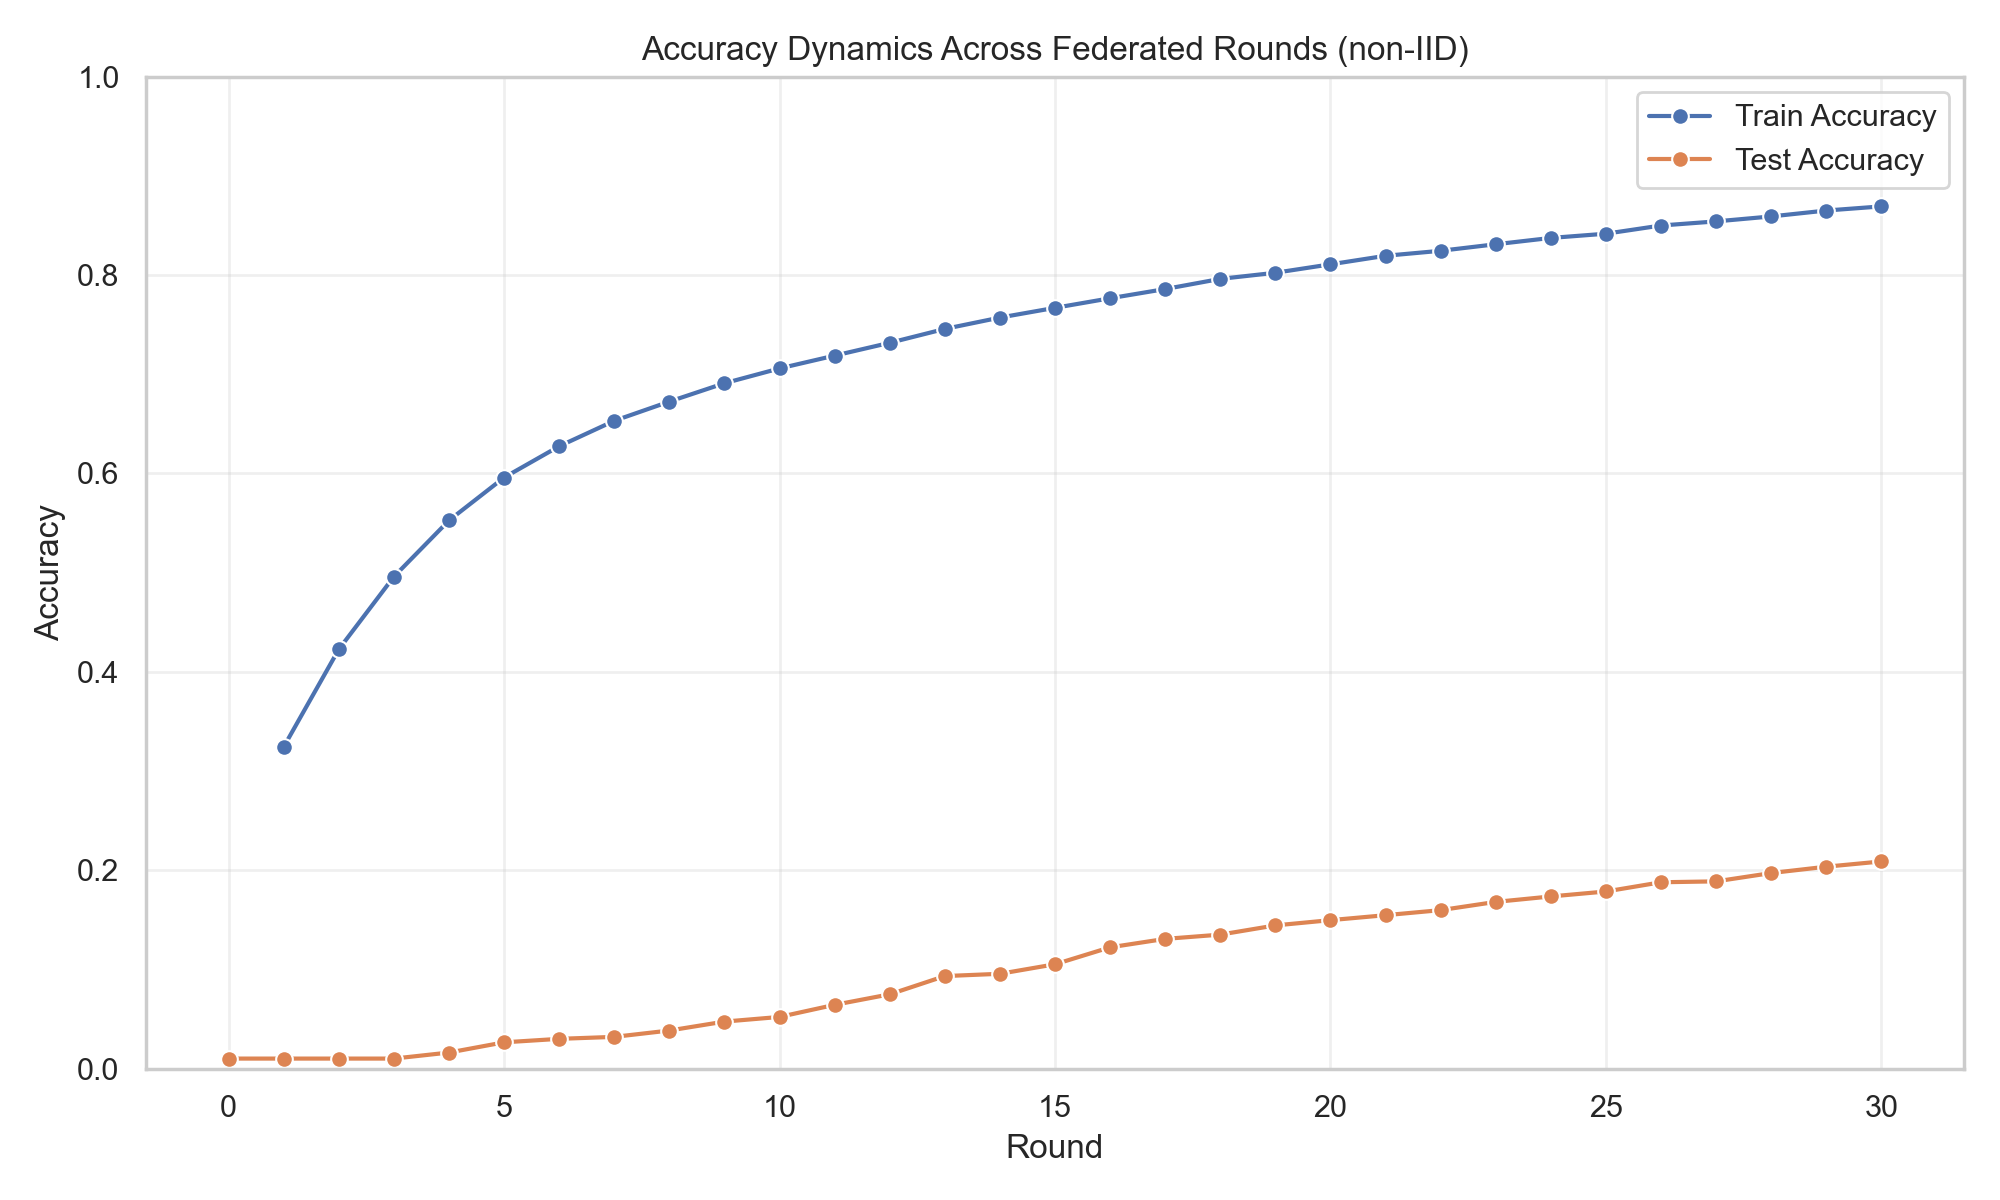 Accuracy Dynamics Across Federated Rounds (non-IID)
1.0
0.8
0.6
0.4
0.2
0.0
Accuracy
Train Accuracy
Test Accuracy
0 5 10 15 20 25 30
Round